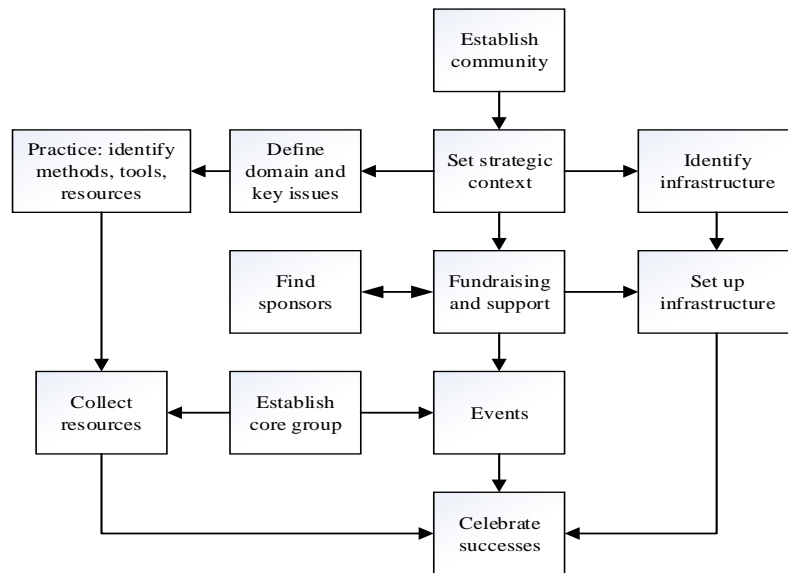 Establish
community
Practice: identify
methods, tools,
resources
Define
domain and
key issues
Set strategic
context
Identify
infrastructure
Find
sponsors
Fundraising
and support
Set up
infrastructure
Collect
resources
Establish
core group
Events
Celebrate
successes